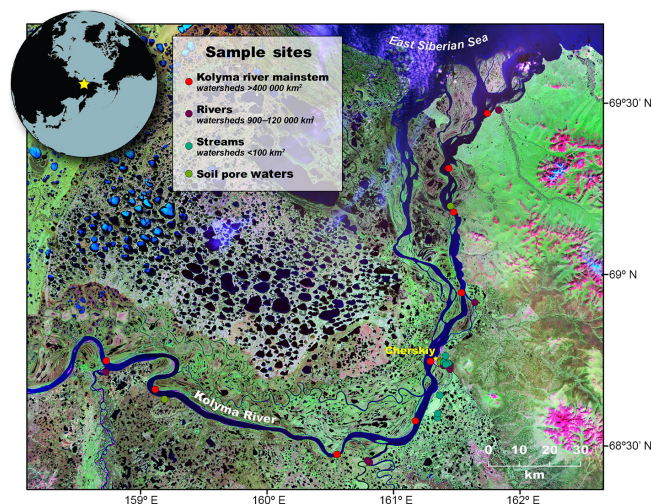 East Siberian Sea
Sample sites
Kolyma river mainstem
watersheds >400 000 km²
Rivers
watersheds 900–120 000 km²
Streams
watersheds <100 km²
Soil pore waters
69°30' N
69° N
Cherskiy
Kolyma River
68°30' N
0 10 20 30
km
159° E
160° E
161° E
162° E